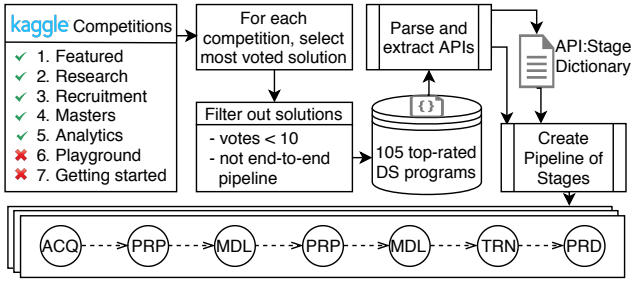 kaggle Competitions
✓ 1. Featured
✓ 2. Research
✓ 3. Recruitment
✓ 4. Masters
✓ 5. Analytics
✗ 6. Playground
✗ 7. Getting started
For each
competition, select
most voted solution
Filter out solutions
- votes < 10
- not end-to-end
pipeline
{}
105 top-rated
DS programs
Parse and
extract APIs
API:Stage
Dictionary
Create
Pipeline of
Stages
ACQ PRP MDL PRP MDL TRN PRD